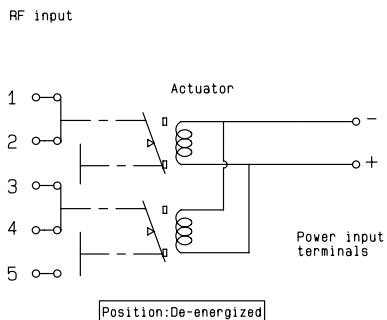 RF input
Actuator
1
2
3
4
5
−
+
Power input
terminals
Position:De-energized